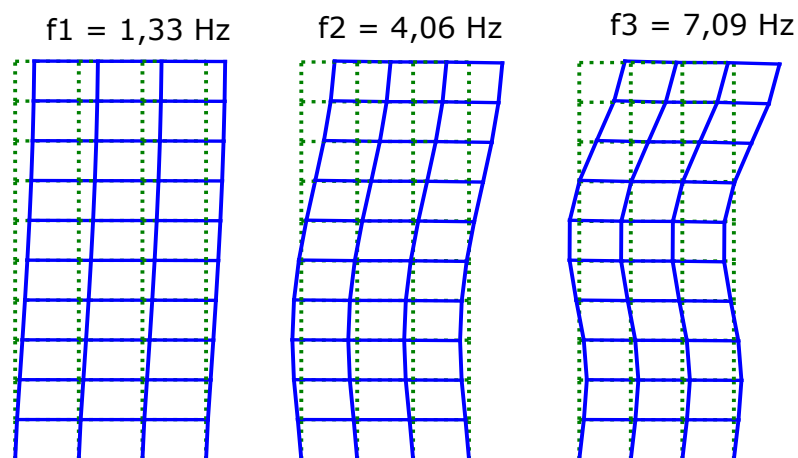 f1 = 1,33 Hz
f2 = 4,06 Hz
f3 = 7,09 Hz